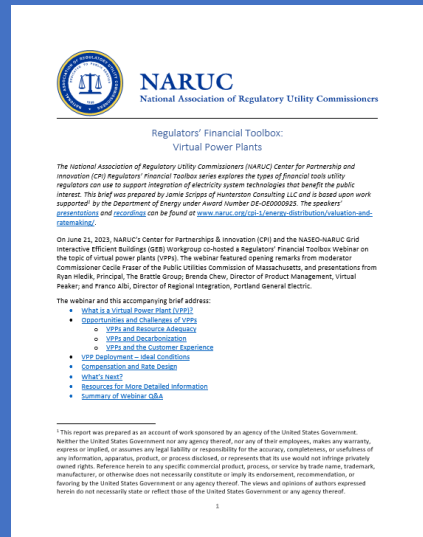 NARUC
National Association of Regulatory Utility Commissioners
Regulators' Financial Toolbox:
Virtual Power Plants
The National Association of Regulatory Utility Commissioners (NARUC) Center for Partnership and
Innovation (CPI) Regulators' Financial Toolbox series explores the types of financial tools utility
regulators can use to support integration of electricity system technologies that benefit the public
interest. This brief was prepared by Jamie Scripps of Hunterston Consulting LLC and is based upon work
supported¹ by the Department of Energy under Award Number DE-OE0000925. The speakers'
presentations and recordings can be found at www.naruc.org/cpi-1/energy-distribution/valuation-and-
ratemaking/.
On June 21, 2023, NARUC's Center for Partnerships & Innovation (CPI) and the NASEO-NARUC Grid
Interactive Efficient Buildings (GEB) Workgroup co-hosted a Regulators' Financial Toolbox Webinar on
the topic of virtual power plants (VPPs). The webinar featured opening remarks from moderator
Commissioner Cecile Fraser of the Public Utilities Commission of Massachusetts, and presentations from
Ryan Hledik, Principal, The Brattle Group; Brenda Chew, Director of Product Management, Virtual
Peaker; and Franco Albi, Director of Regional Integration, Portland General Electric.
The webinar and this accompanying brief address:
• What is a Virtual Power Plant (VPP)?
• Opportunities and Challenges of VPPs
o VPPs and Resource Adequacy
o VPPs and Decarbonization
o VPPs and the Customer Experience
• VPP Deployment – Ideal Conditions
• Compensation and Rate Design
• What's Next?
• Resources for More Detailed Information
• Summary of Webinar Q&A
¹ This report was prepared as an account of work sponsored by an agency of the United States Government.
Neither the United States Government nor any agency thereof, nor any of their employees, makes any warranty,
express or implied, or assumes any legal liability or responsibility for the accuracy, completeness, or usefulness of
any information, apparatus, product, or process disclosed, or represents that its use would not infringe privately
owned rights. Reference herein to any specific commercial product, process, or service by trade name, trademark,
manufacturer, or otherwise does not necessarily constitute or imply its endorsement, recommendation, or
favoring by the United States Government or any agency thereof. The views and opinions of authors expressed
herein do not necessarily state or reflect those of the United States Government or any agency thereof.
1